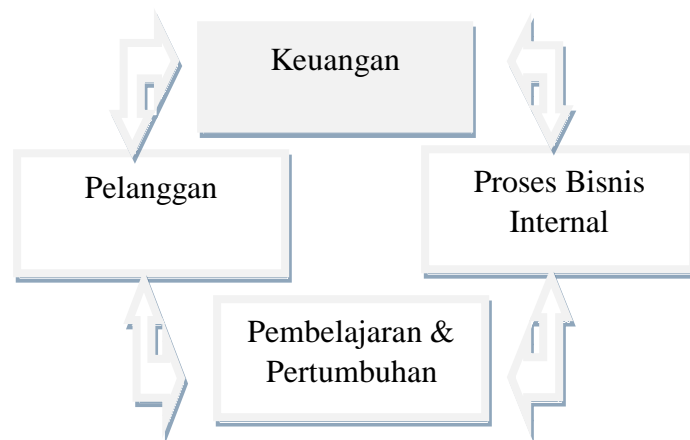 Keuangan
Pelanggan
Proses Bisnis
Internal
Pembelajaran &
Pertumbuhan